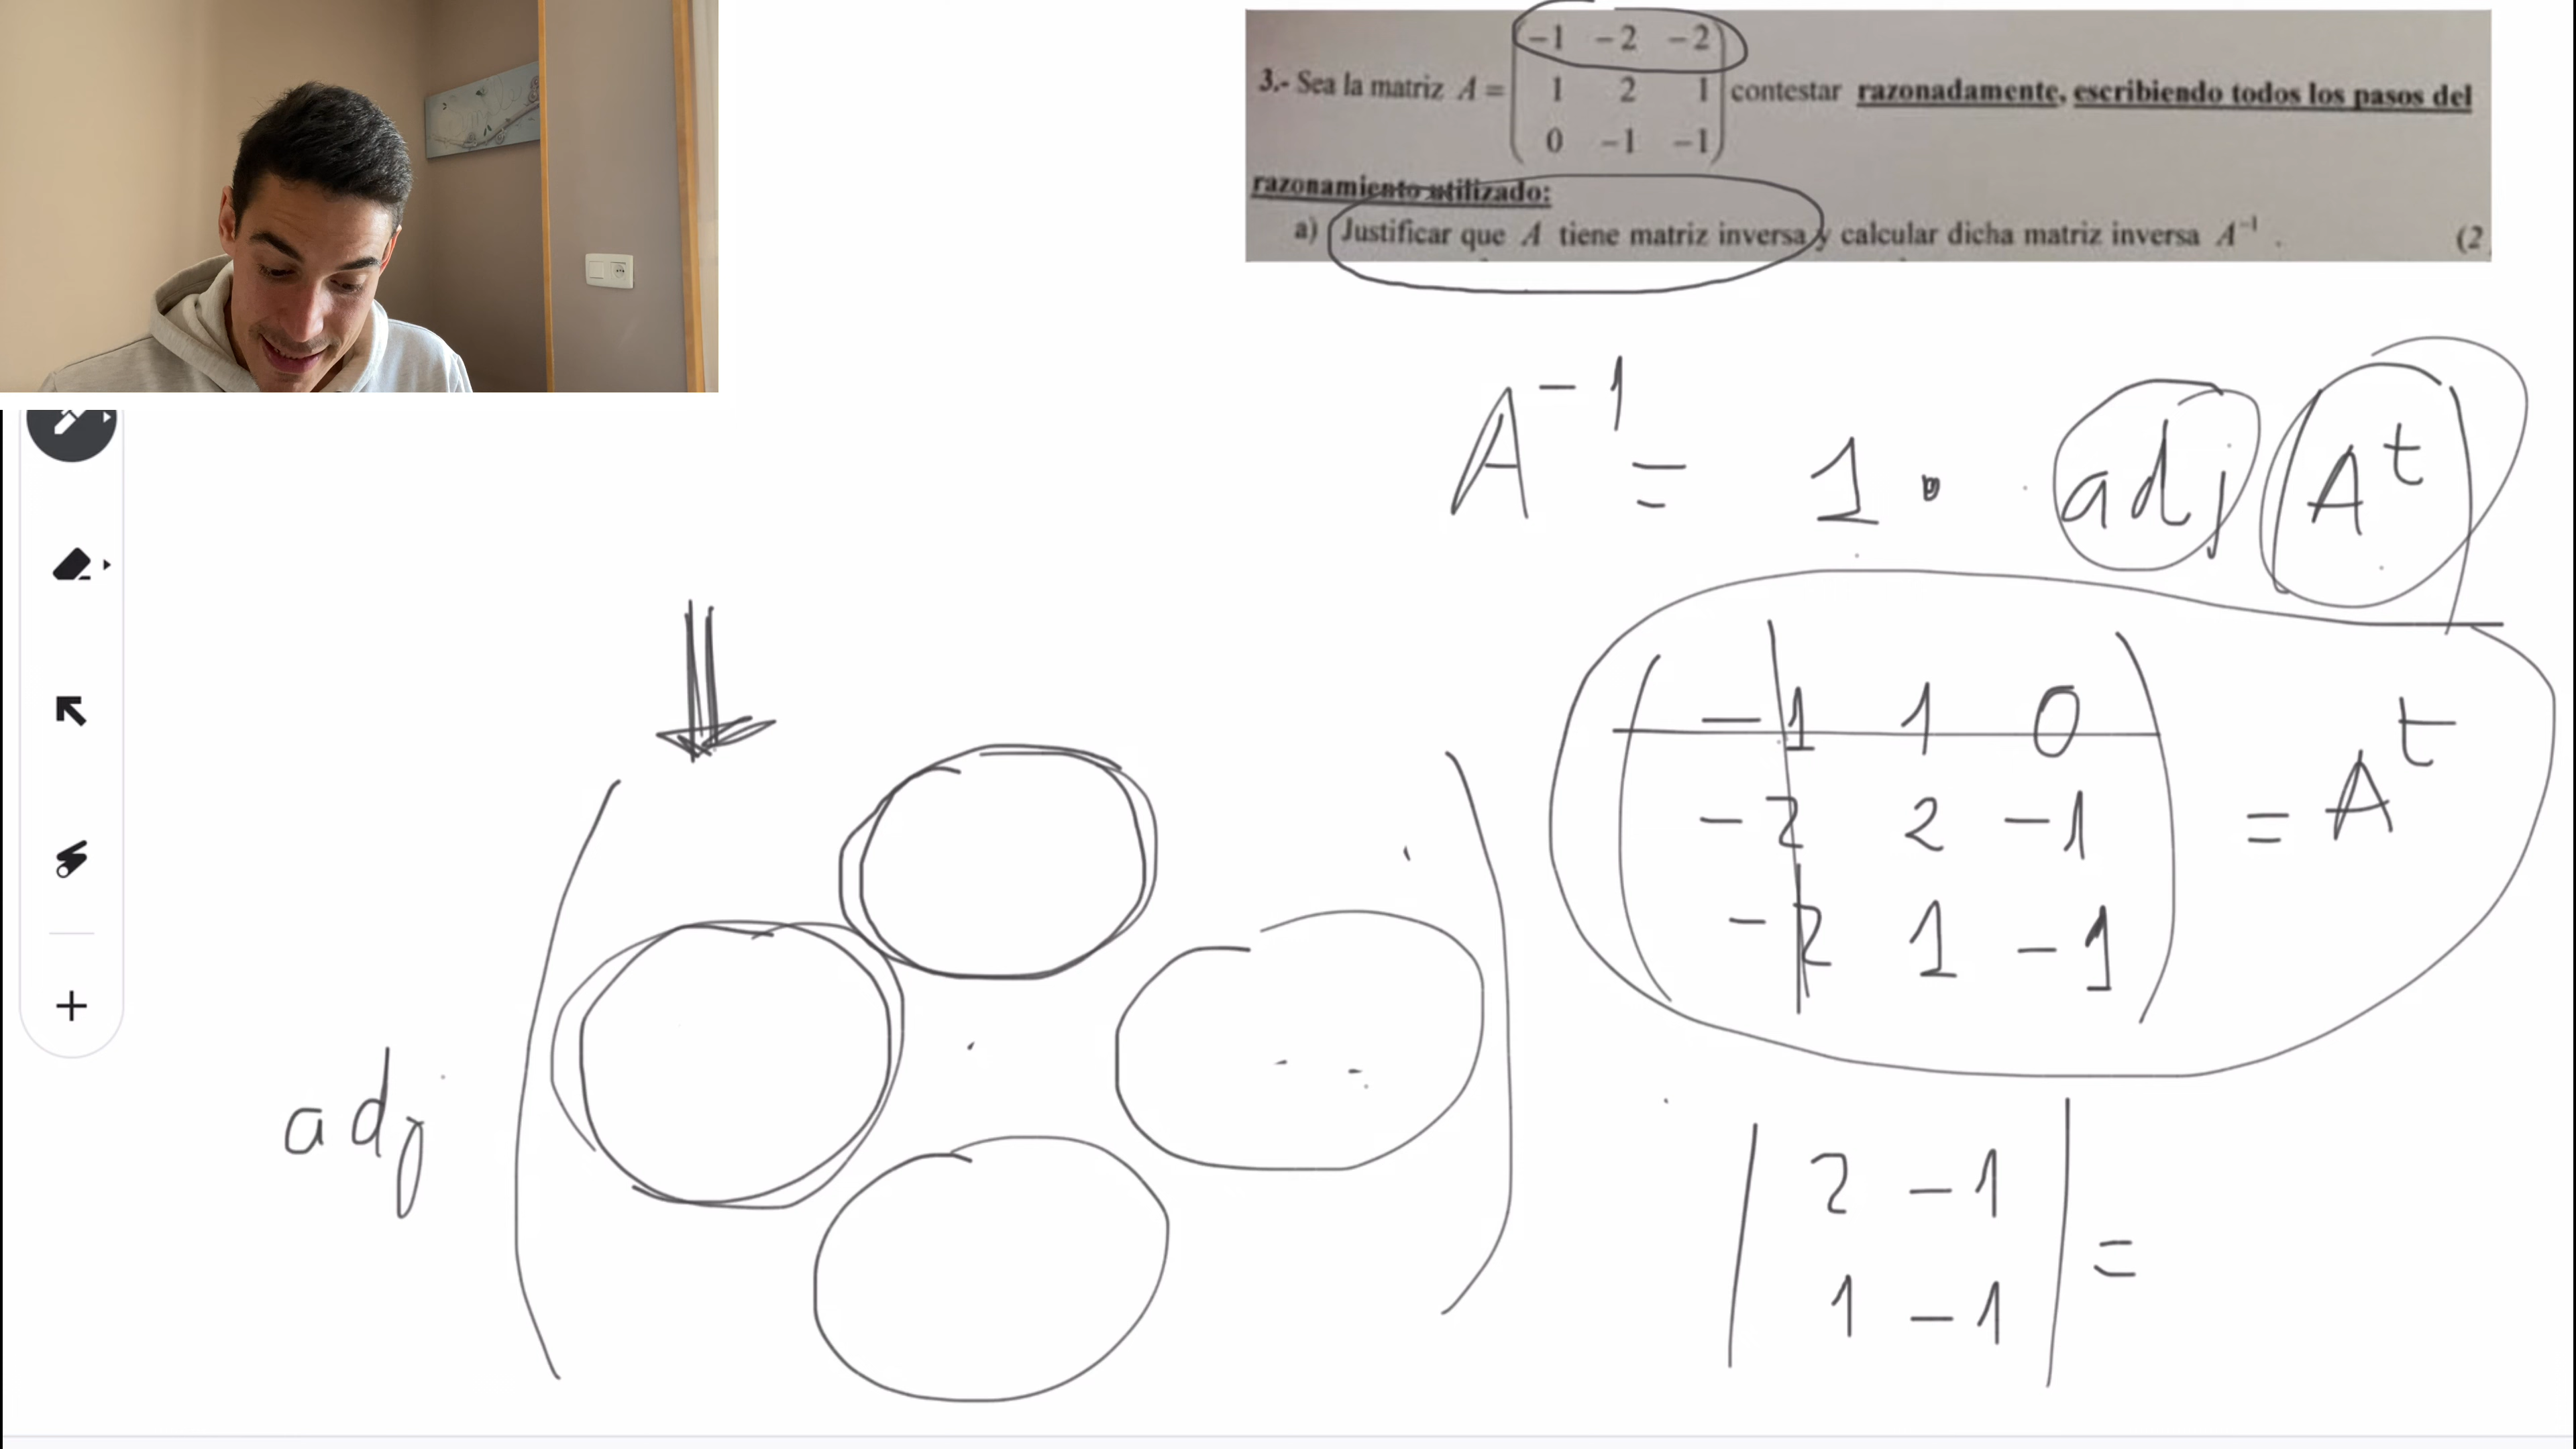 -1 -2 -2
3.- Sea la matriz A = 1 2 1 contestar razonadamente, escribiendo todos los pasos del
0 -1 -1
razonamiento utilizado:
a) Justificar que A tiene matriz inversa y calcular dicha matriz inversa A⁻¹ . (2
A⁻¹ = 1 · adj Aᵗ
-1 1 0
-2 2 -1 = Aᵗ
-2 1 -1
adj
2 -1
1 -1 =